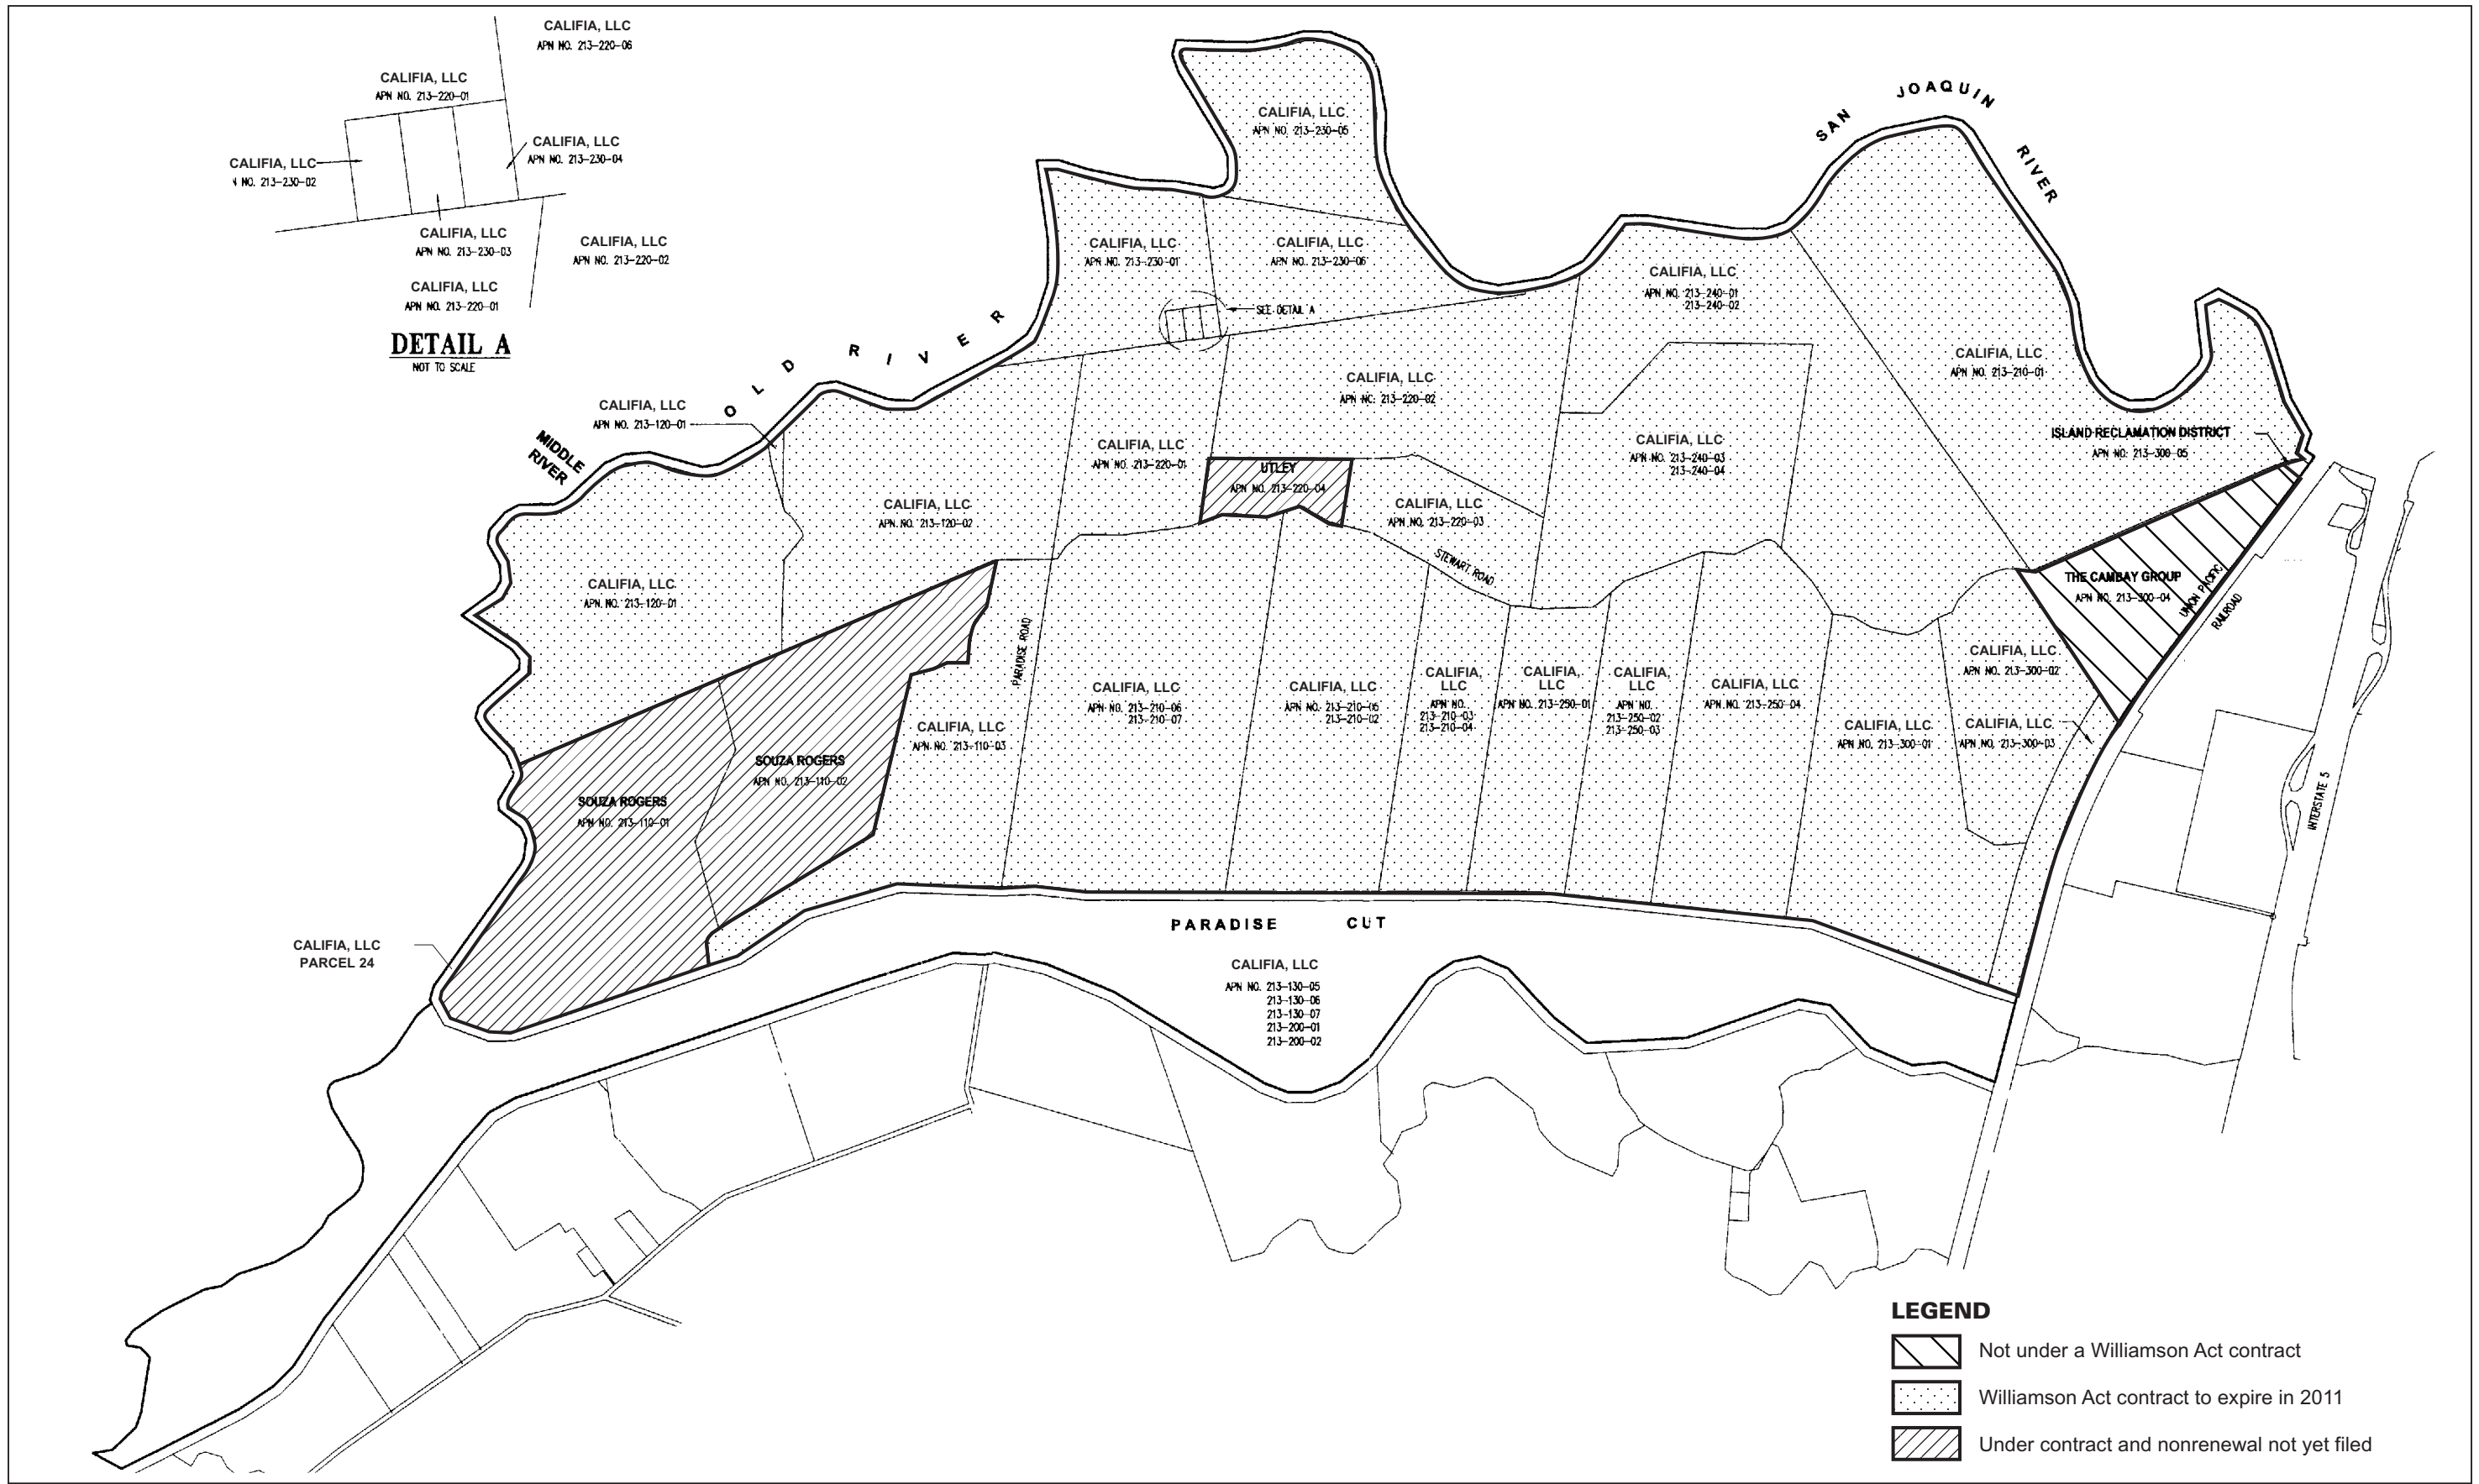 CALIFIA, LLC
APN NO. 213-220-06
CALIFIA, LLC
APN NO. 213-220-01
CALIFIA, LLC
APN NO. 213-230-04
CALIFIA, LLC
N NO. 213-230-02
CALIFIA, LLC
APN NO. 213-230-03
CALIFIA, LLC
APN NO. 213-220-02
CALIFIA, LLC
APN NO. 213-220-01
DETAIL A
NOT TO SCALE
SAN JOAQUIN RIVER
OLD RIVER
MIDDLE
RIVER
CALIFIA, LLC
APN NO. 213-230-05
CALIFIA, LLC
APN NO. 213-230-01
CALIFIA, LLC
APN NO. 213-230-06
SEE DETAIL A
CALIFIA, LLC
APN NO. 213-240-01
213-240-02
CALIFIA, LLC
APN NO. 213-210-01
CALIFIA, LLC
APN NO. 213-220-02
CALIFIA, LLC
APN NO. 213-120-01
CALIFIA, LLC
APN NO. 213-220-01
UTLEY
APN NO. 213-220-04
CALIFIA, LLC
APN NO. 213-240-03
213-240-04
ISLAND RECLAMATION DISTRICT
APN NO. 213-300-05
CALIFIA, LLC
APN NO. 213-120-02
CALIFIA, LLC
APN NO. 213-220-03
STEWART ROAD
CALIFIA, LLC
APN NO. 213-120-01
THE CAMBAY GROUP
APN NO. 213-300-04
UNION PACIFIC
RAILROAD
PARADISE ROAD
CALIFIA, LLC
APN NO. 213-300-02
CALIFIA, LLC
APN NO. 213-110-03
CALIFIA, LLC
APN NO. 213-210-06
213-210-07
CALIFIA, LLC
APN NO. 213-210-05
213-210-02
CALIFIA,
LLC
APN NO.
213-210-03
213-210-04
CALIFIA,
LLC
APN NO. 213-250-01
CALIFIA,
LLC
APN NO.
213-250-02
213-250-03
CALIFIA, LLC
APN NO. 213-250-04
CALIFIA, LLC
APN NO. 213-300-01
CALIFIA, LLC
APN NO. 213-300-03
SOUZA ROGERS
APN NO. 213-110-02
SOUZA ROGERS
APN NO. 213-110-01
INTERSTATE 5
CALIFIA, LLC
PARCEL 24
PARADISE CUT
CALIFIA, LLC
APN NO. 213-130-05
213-130-06
213-130-07
213-200-01
213-200-02
LEGEND
Not under a Williamson Act contract
Williamson Act contract to expire in 2011
Under contract and nonrenewal not yet filed